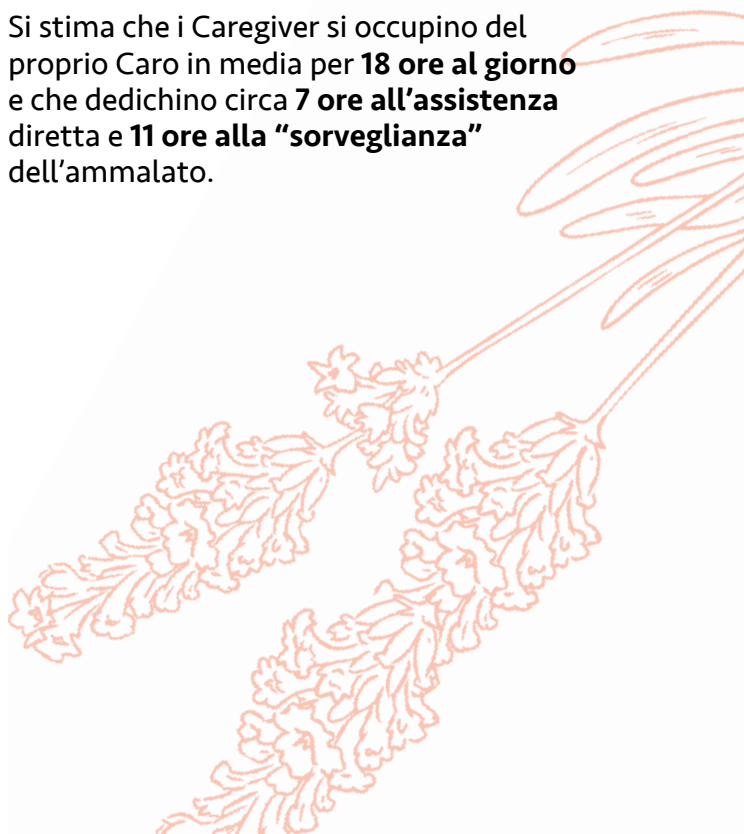 Si stima che i Caregiver si occupino del
proprio Caro in media per 18 ore al giorno
e che dedichino circa 7 ore all’assistenza
diretta e 11 ore alla “sorveglianza”
dell’ammalato.